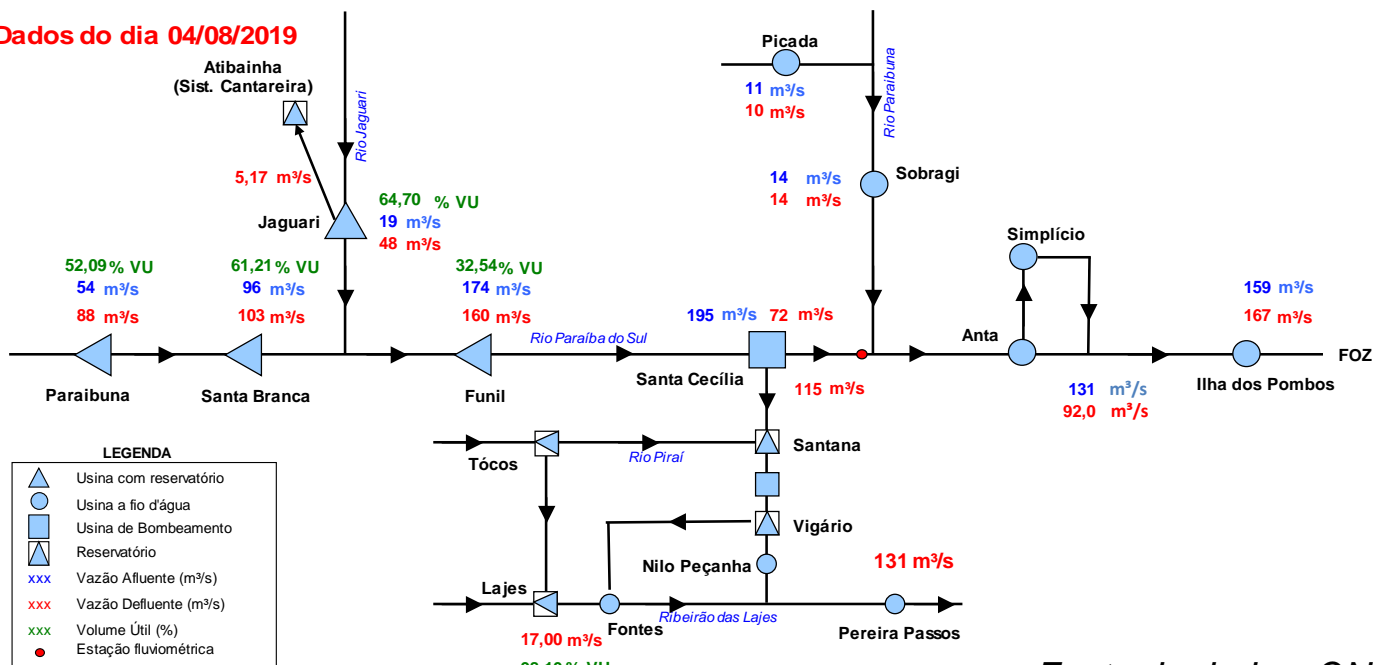 Dados do dia 04/08/2019
Atibainha
(Sist. Cantareira)
Rio Jaguari
5,17 m³/s
Jaguari
64,70 % VU
19 m³/s
48 m³/s
Picada
11 m³/s
10 m³/s
Rio Paraibuna
Sobragi
14 m³/s
14 m³/s
52,09 % VU
54 m³/s
88 m³/s
Paraibuna
61,21 % VU
96 m³/s
103 m³/s
Santa Branca
32,54 % VU
174 m³/s
160 m³/s
Funil
Rio Paraíba do Sul
195 m³/s 72 m³/s
Santa Cecília
115 m³/s
Simplício
Anta
131 m³/s
92,0 m³/s
159 m³/s
167 m³/s
Ilha dos Pombos
FOZ
Tócos
Rio Piraí
Santana
Vigário
Nilo Peçanha
131 m³/s
Lajes
17,00 m³/s
Fontes
Ribeirão das Lajes
Pereira Passos
LEGENDA
Usina com reservatório
Usina a fio d'água
Usina de Bombeamento
Reservatório
xxx Vazão Afluente (m³/s)
xxx Vazão Defluente (m³/s)
xxx Volume Útil (%)
Estação fluviométrica